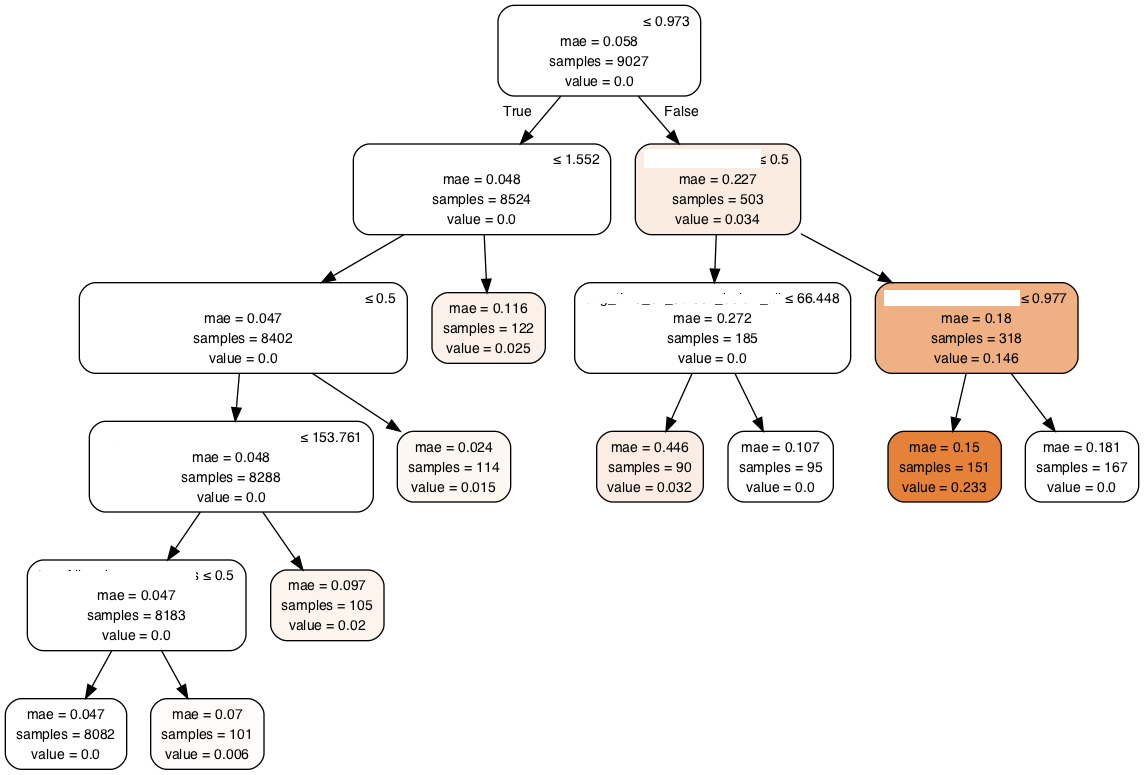 ≤ 0.973
mae = 0.058
samples = 9027
value = 0.0
True
False
≤ 1.552
mae = 0.048
samples = 8524
value = 0.0
≤ 0.5
mae = 0.227
samples = 503
value = 0.034
≤ 0.5
mae = 0.047
samples = 8402
value = 0.0
mae = 0.116
samples = 122
value = 0.025
≤ 66.448
mae = 0.272
samples = 185
value = 0.0
≤ 0.977
mae = 0.18
samples = 318
value = 0.146
≤ 153.761
mae = 0.048
samples = 8288
value = 0.0
mae = 0.024
samples = 114
value = 0.015
mae = 0.446
samples = 90
value = 0.032
mae = 0.107
samples = 95
value = 0.0
mae = 0.15
samples = 151
value = 0.233
mae = 0.181
samples = 167
value = 0.0
≤ 0.5
mae = 0.047
samples = 8183
value = 0.0
mae = 0.097
samples = 105
value = 0.02
mae = 0.047
samples = 8082
value = 0.0
mae = 0.07
samples = 101
value = 0.006